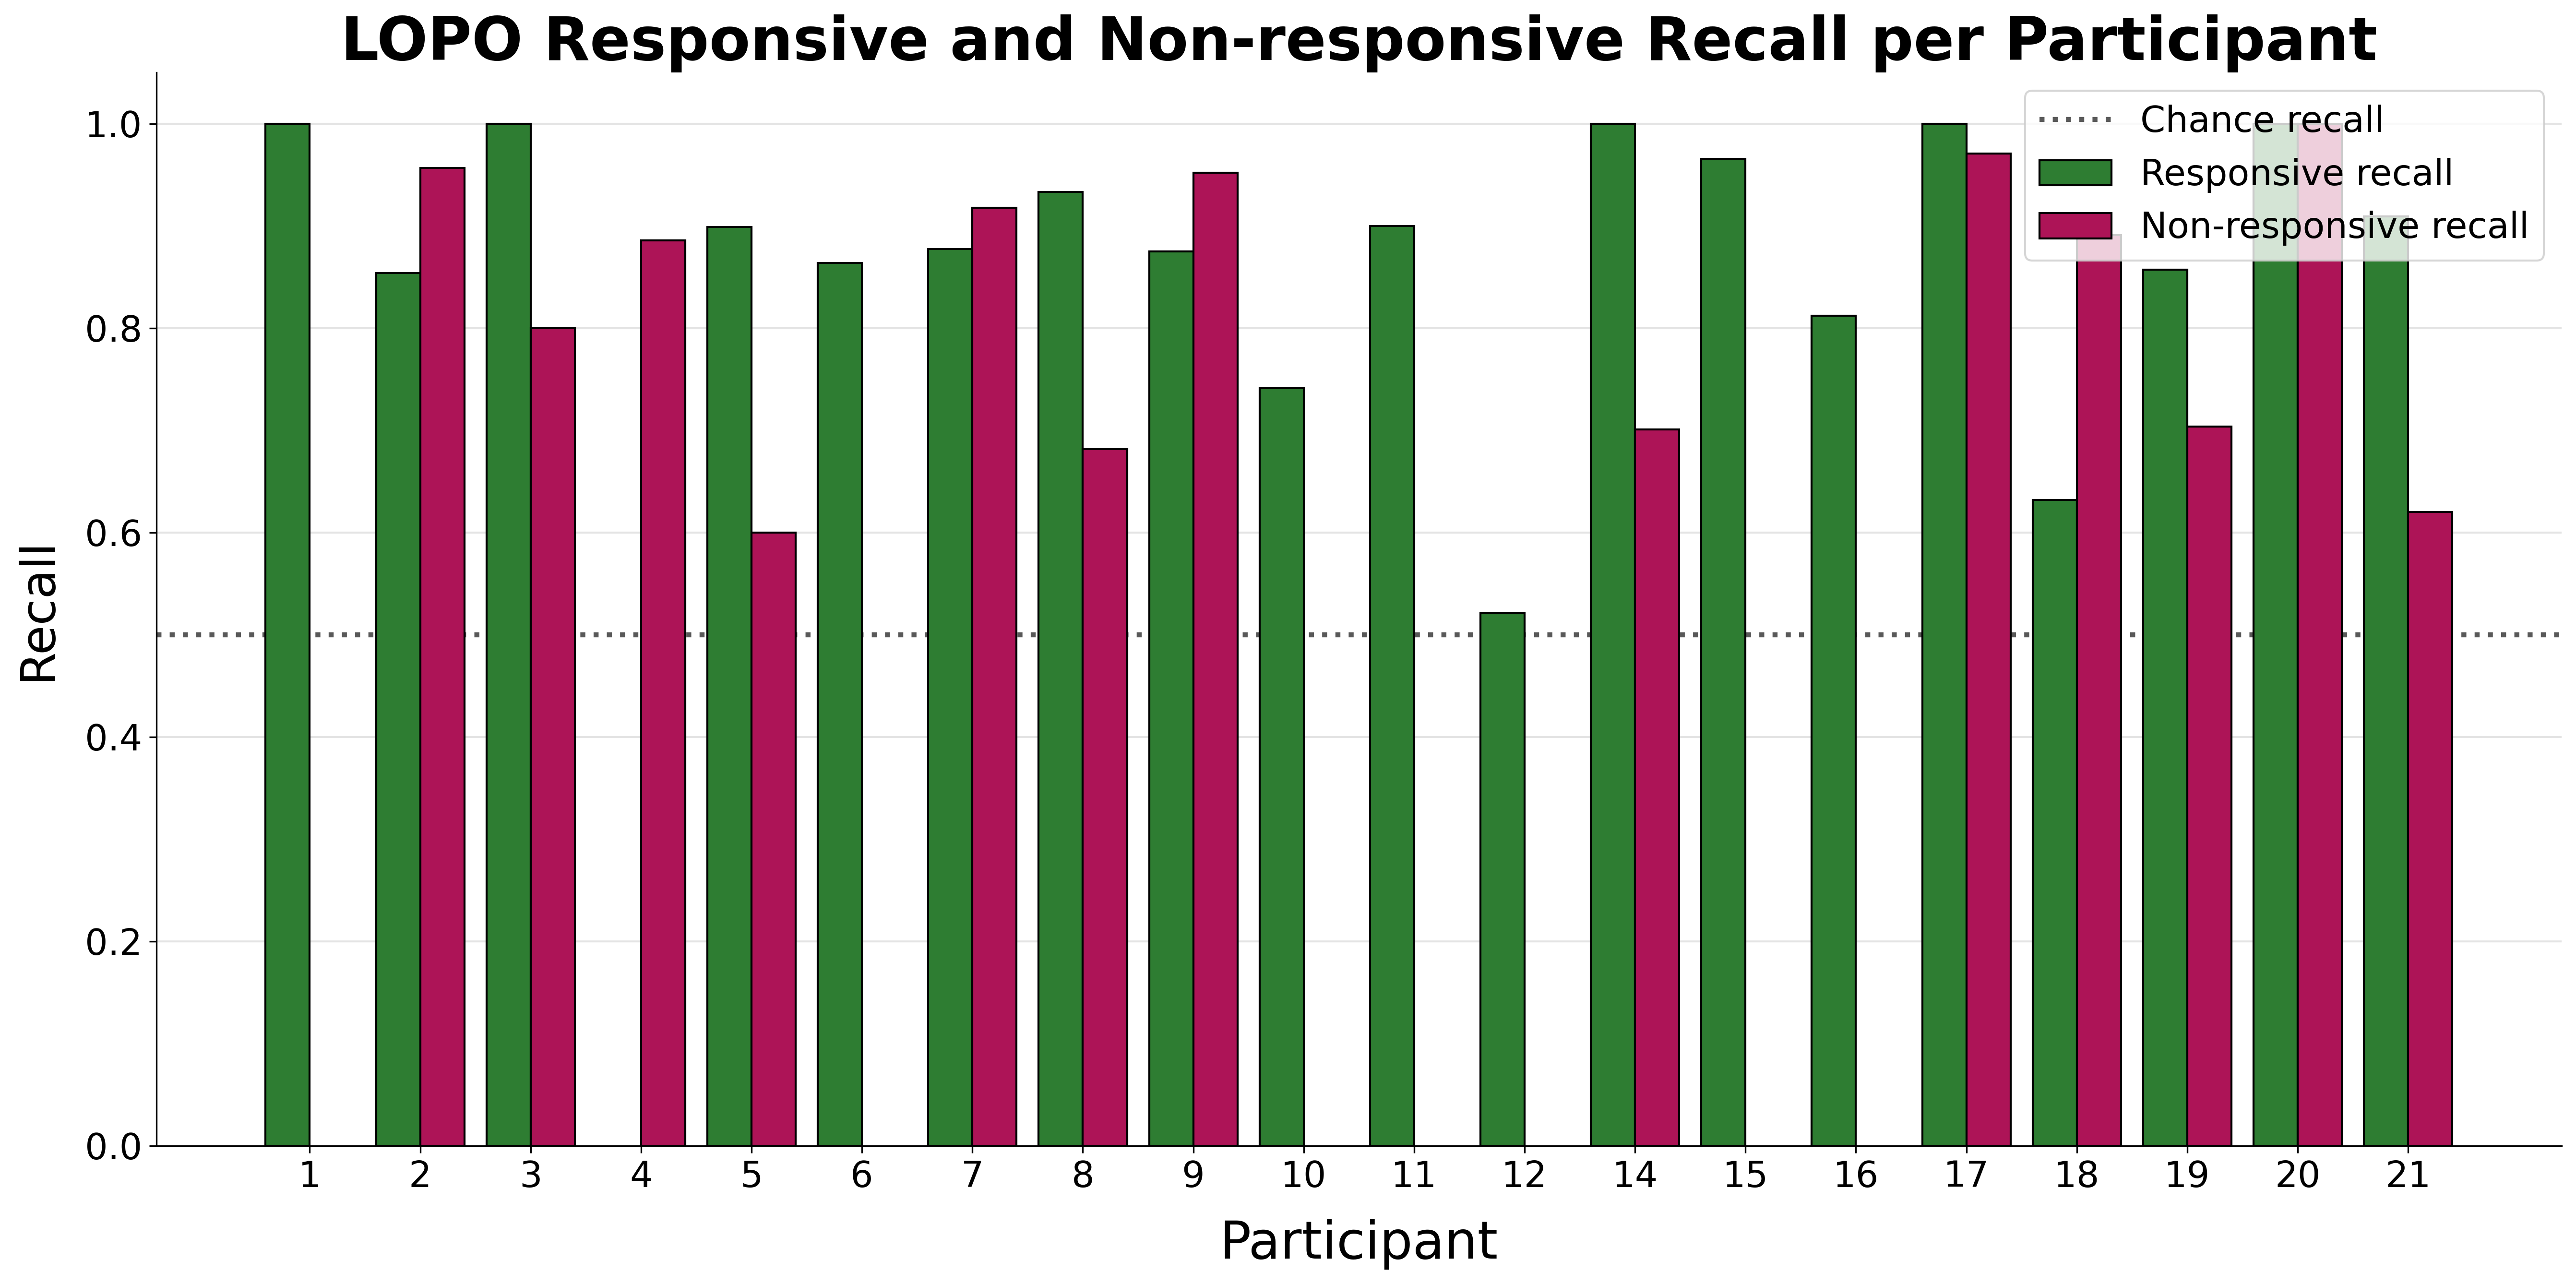 LOPO Responsive and Non-responsive Recall per Participant
Chance recall
Responsive recall
Non-responsive recall
Recall
1.0
0.8
0.6
0.4
0.2
0.0
1 2 3 4 5 6 7 8 9 10 11 12 14 15 16 17 18 19 20 21
Participant